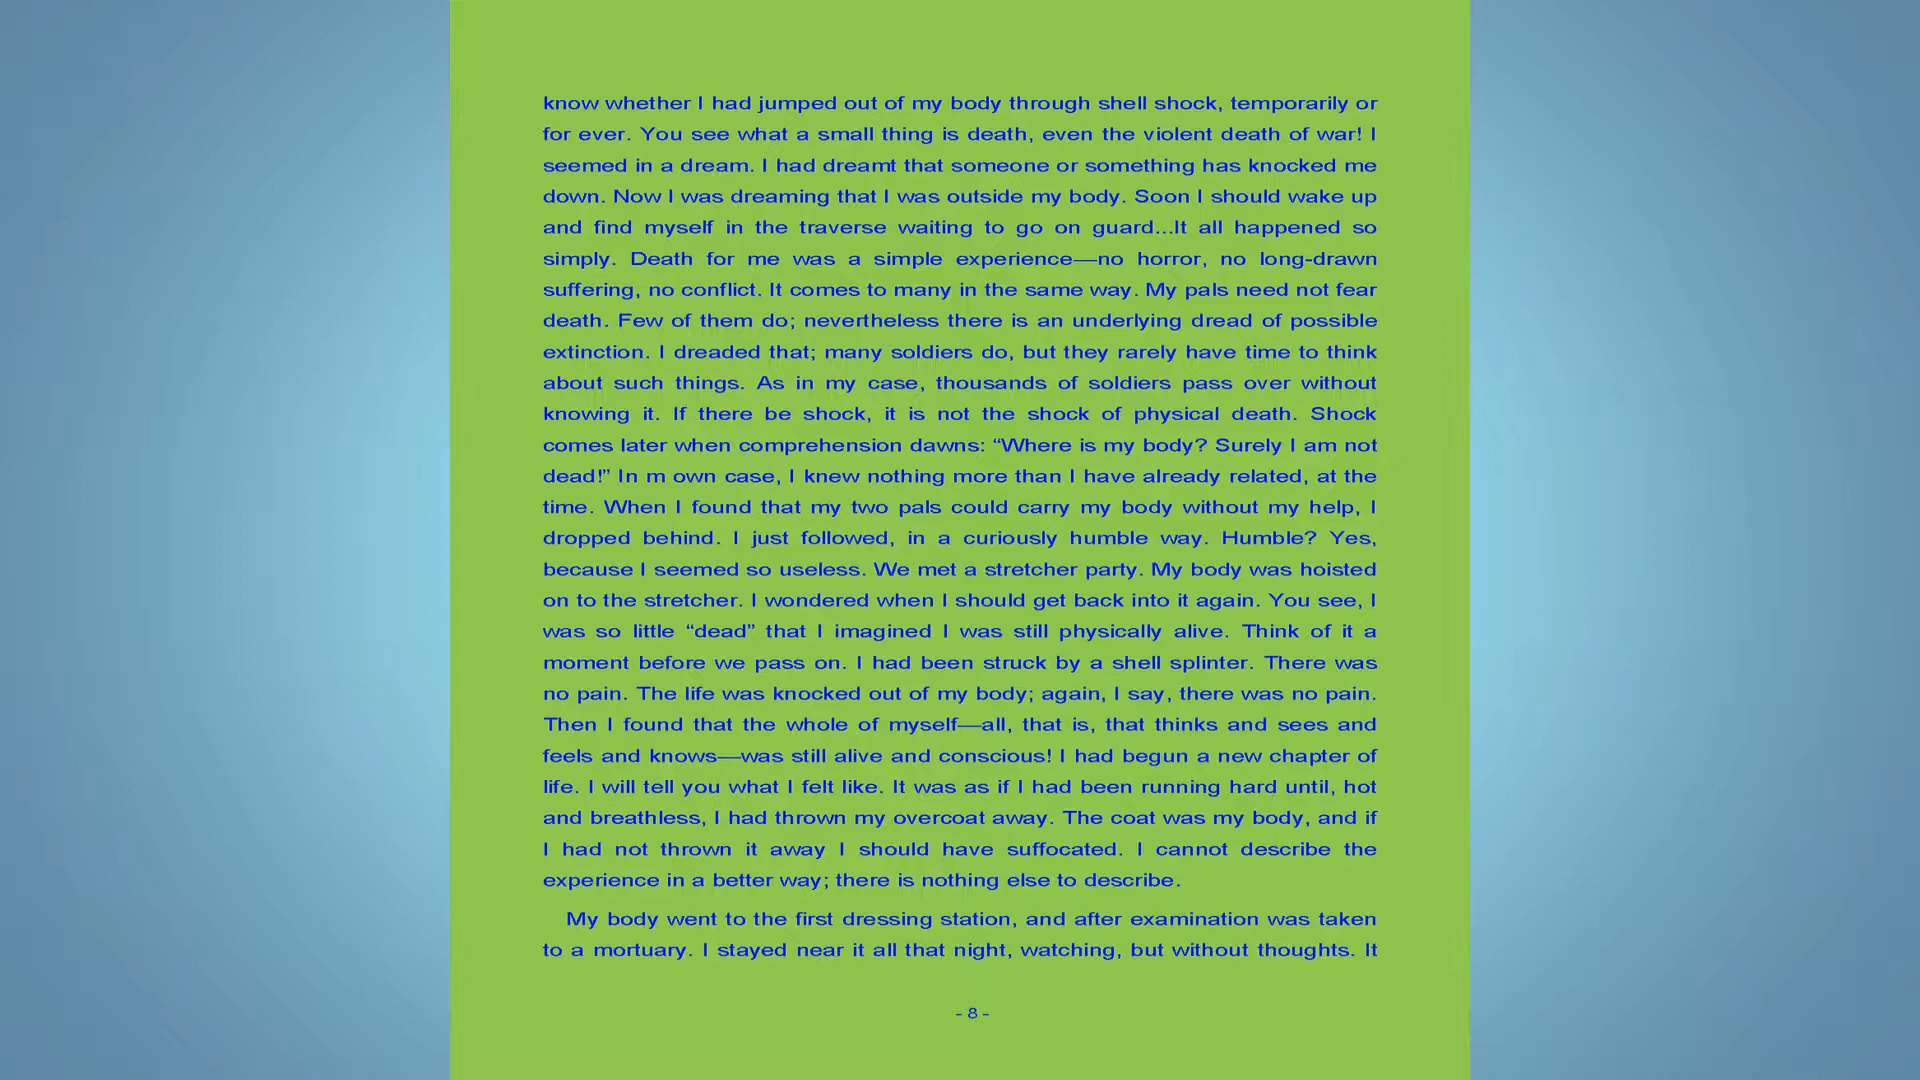 know whether I had jumped out of my body through shell shock, temporarily or
for ever. You see what a small thing is death, even the violent death of war! I
seemed in a dream. I had dreamt that someone or something has knocked me
down. Now I was dreaming that I was outside my body. Soon I should wake up
and find myself in the traverse waiting to go on guard...It all happened so
simply. Death for me was a simple experience—no horror, no long-drawn
suffering, no conflict. It comes to many in the same way. My pals need not fear
death. Few of them do; nevertheless there is an underlying dread of possible
extinction. I dreaded that; many soldiers do, but they rarely have time to think
about such things. As in my case, thousands of soldiers pass over without
knowing it. If there be shock, it is not the shock of physical death. Shock
comes later when comprehension dawns: “Where is my body? Surely I am not
dead!” In m own case, I knew nothing more than I have already related, at the
time. When I found that my two pals could carry my body without my help, I
dropped behind. I just followed, in a curiously humble way. Humble? Yes,
because I seemed so useless. We met a stretcher party. My body was hoisted
on to the stretcher. I wondered when I should get back into it again. You see, I
was so little “dead” that I imagined I was still physically alive. Think of it a
moment before we pass on. I had been struck by a shell splinter. There was
no pain. The life was knocked out of my body; again, I say, there was no pain.
Then I found that the whole of myself—all, that is, that thinks and sees and
feels and knows—was still alive and conscious! I had begun a new chapter of
life. I will tell you what I felt like. It was as if I had been running hard until, hot
and breathless, I had thrown my overcoat away. The coat was my body, and if
I had not thrown it away I should have suffocated. I cannot describe the
experience in a better way; there is nothing else to describe.
My body went to the first dressing station, and after examination was taken
to a mortuary. I stayed near it all that night, watching, but without thoughts. It
- 8 -